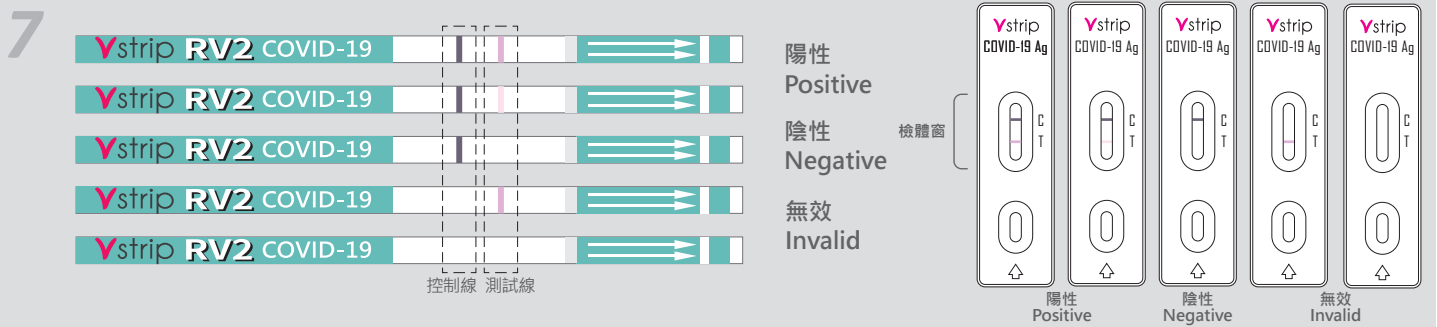 7
Vstrip RV2 COVID-19
Vstrip RV2 COVID-19
Vstrip RV2 COVID-19
Vstrip RV2 COVID-19
Vstrip RV2 COVID-19
控制線 測試線
陽性
Positive
陰性
Negative
無效
Invalid
檢體窗
Vstrip
COVID-19 Ag
C
T
Vstrip
COVID-19 Ag
C
T
Vstrip
COVID-19 Ag
C
T
Vstrip
COVID-19 Ag
C
T
Vstrip
COVID-19 Ag
C
T
陽性
Positive
陰性
Negative
無效
Invalid